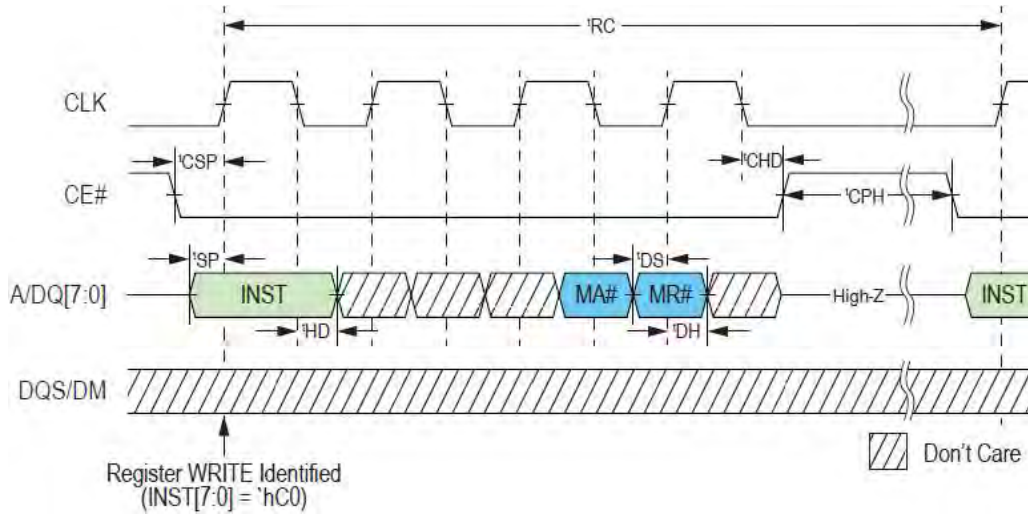 tRC
CLK
tCSP
tCHD
CE#
tCPH
tSP
tDS
A/DQ[7:0]
INST
MA#
MR#
High-Z
INST
tHD
tDH
DQS/DM
Register WRITE Identified
(INST[7:0] = `hC0)
Don't Care